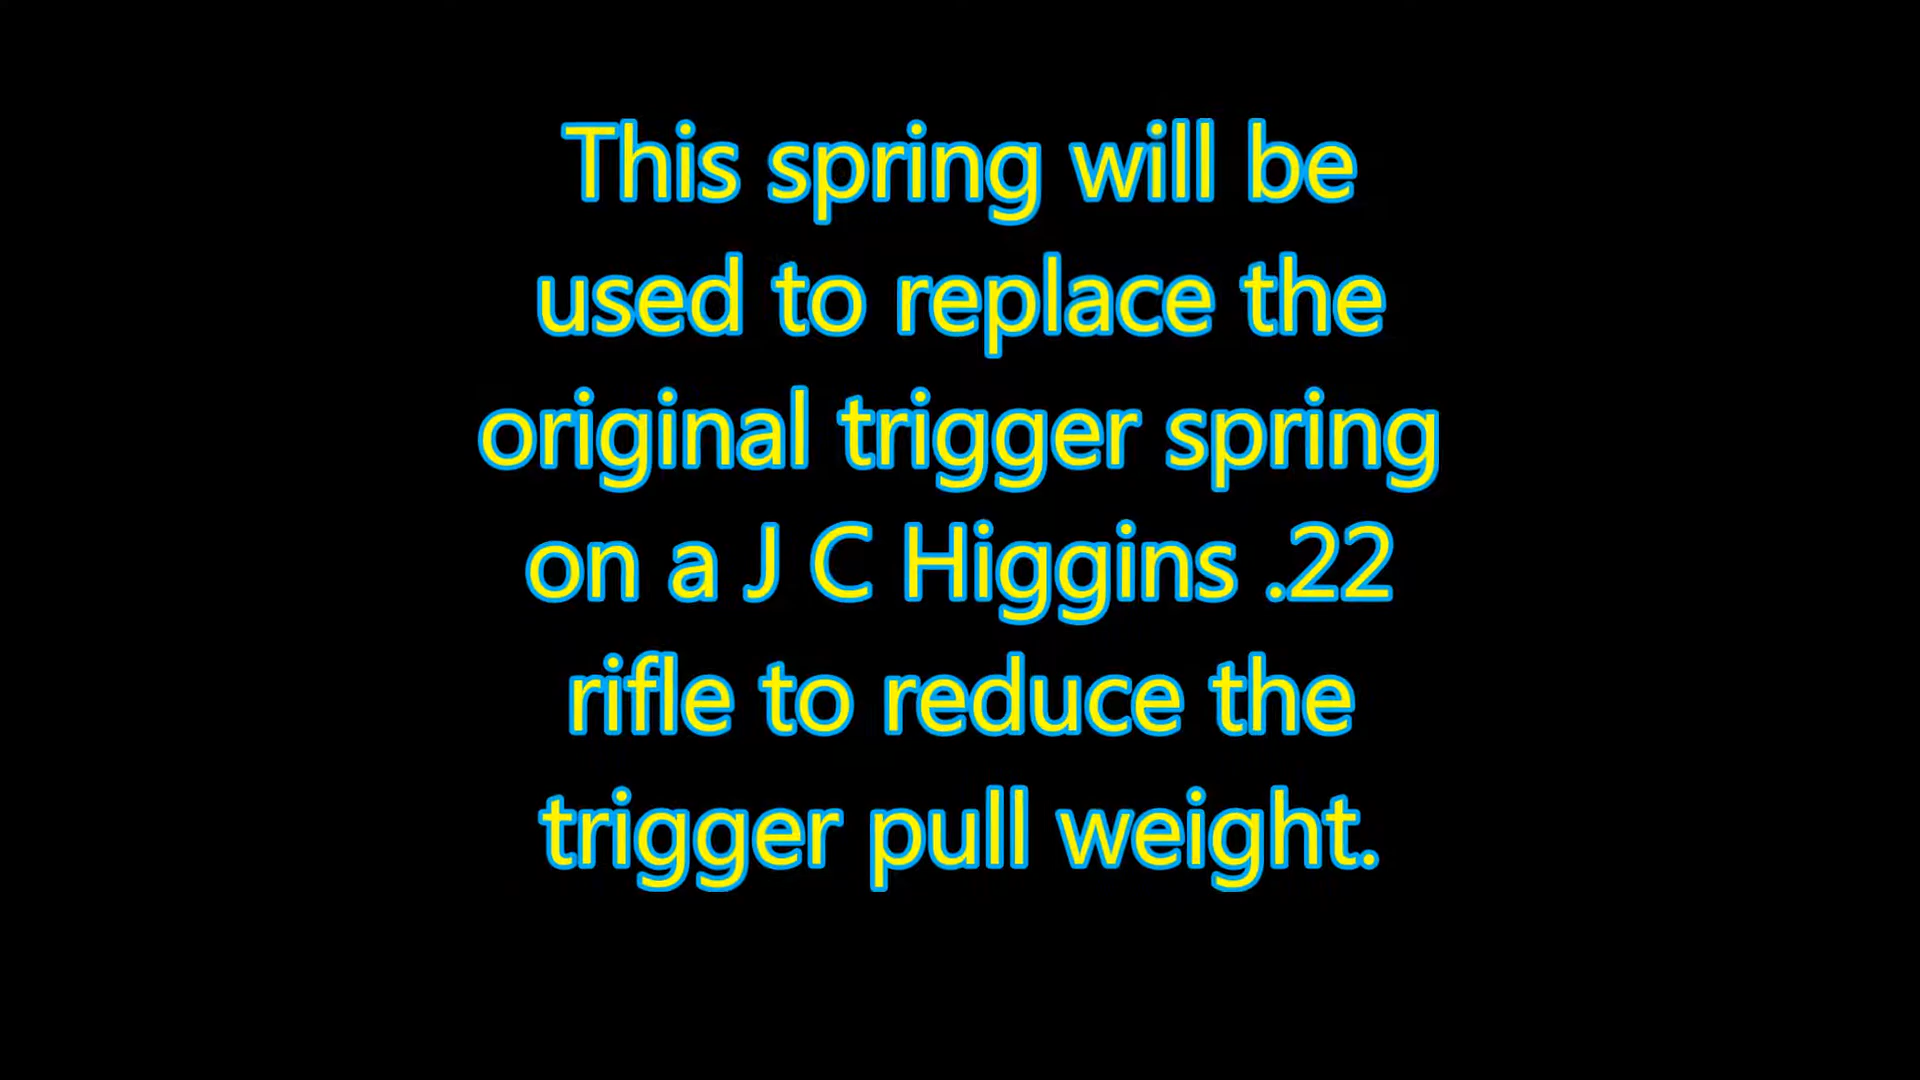 This spring will be
used to replace the
original trigger spring
on a J C Higgins .22
rifle to reduce the
trigger pull weight.